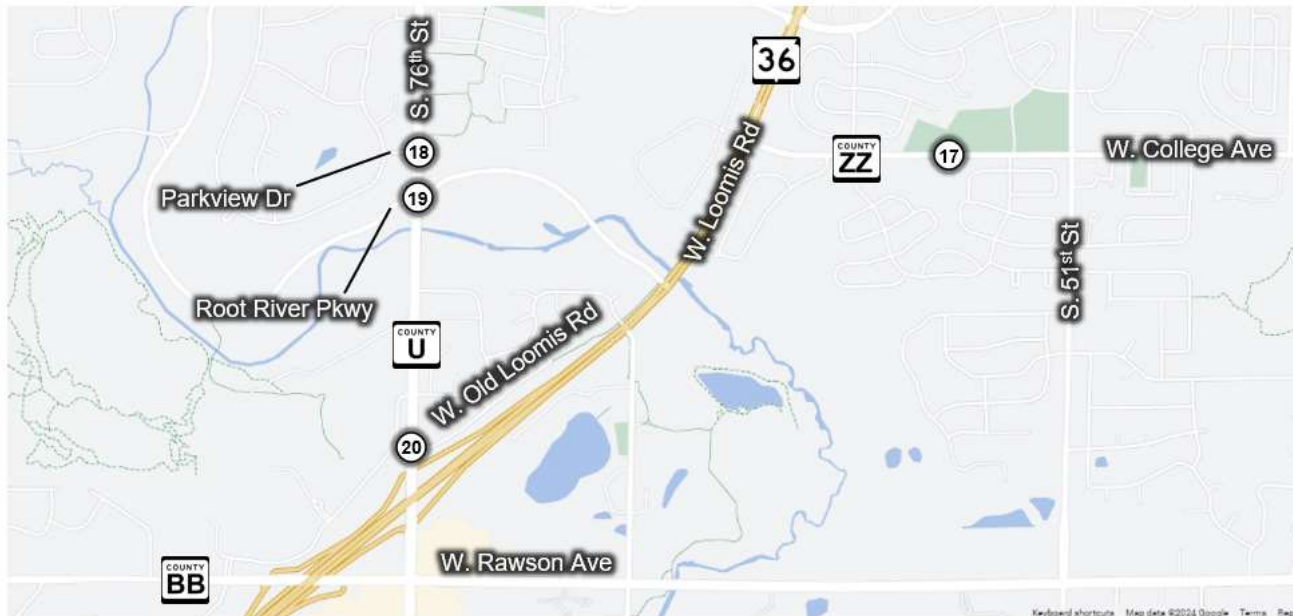 S. 76th St
36
18
COUNTY
ZZ
17
W. College Ave
Parkview Dr
19
W. Loomis Rd
S. 51st St
Root River Pkwy
COUNTY
U
W. Old Loomis Rd
20
COUNTY
BB
W. Rawson Ave
Keyboard shortcuts Map data ©2024 Google Terms Rep